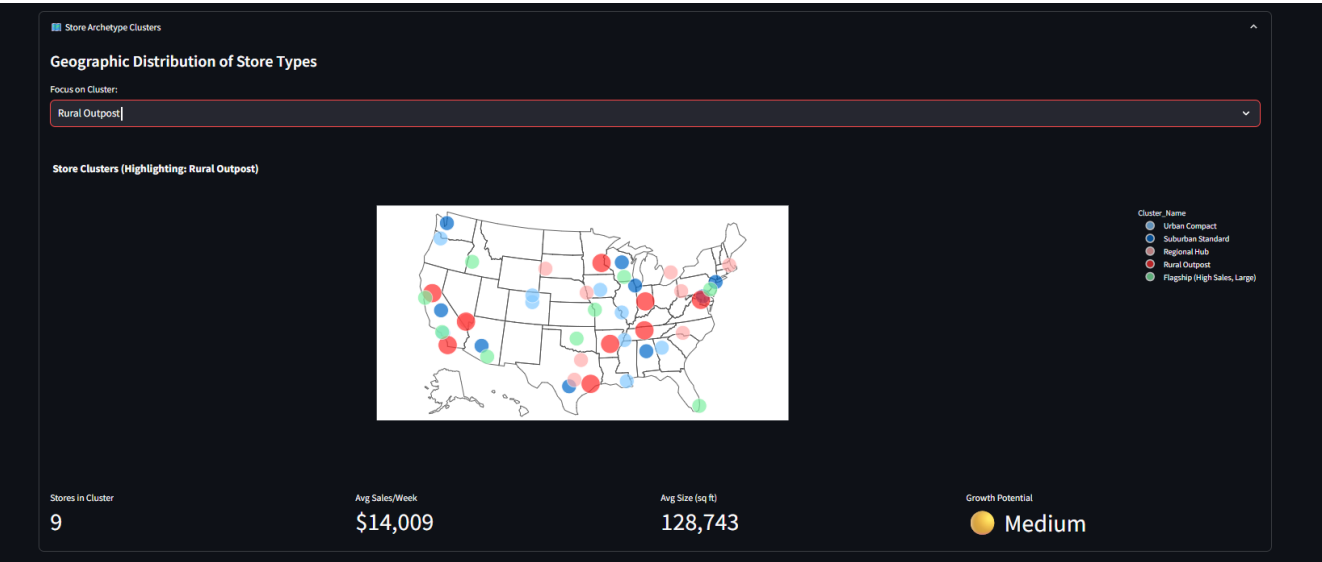 Store Archetype Clusters
Geographic Distribution of Store Types
Focus on Cluster:
Rural Outpost
Store Clusters (Highlighting: Rural Outpost)
Cluster_Name
Urban Compact
Suburban Standard
Regional Hub
Rural Outpost
Flagship (High Sales, Large)
Stores in Cluster
9
Avg Sales/Week
$14,009
Avg Size (sq ft)
128,743
Growth Potential
Medium